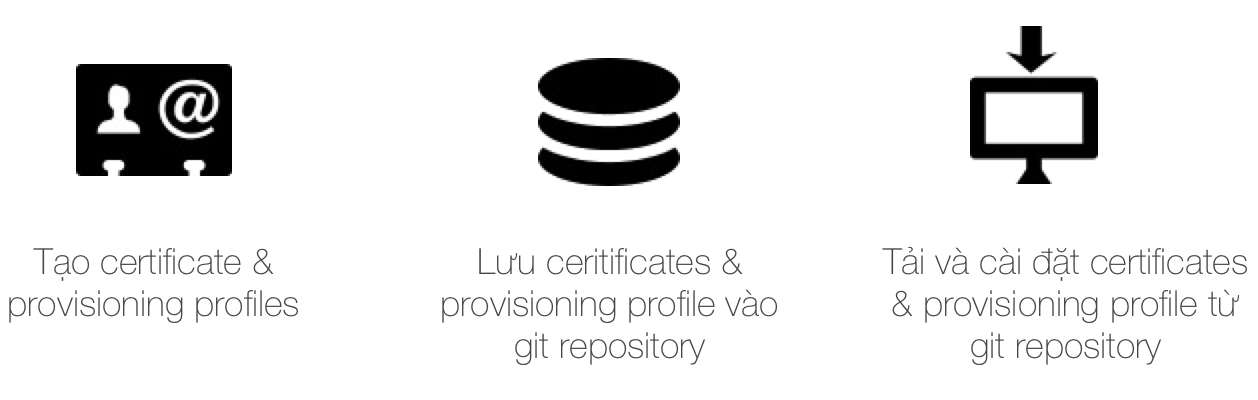 Tạo certificate &
provisioning profiles
Lưu ceritificates &
provisioning profile vào
git repository
Tải và cài đặt certificates
& provisioning profile từ
git repository